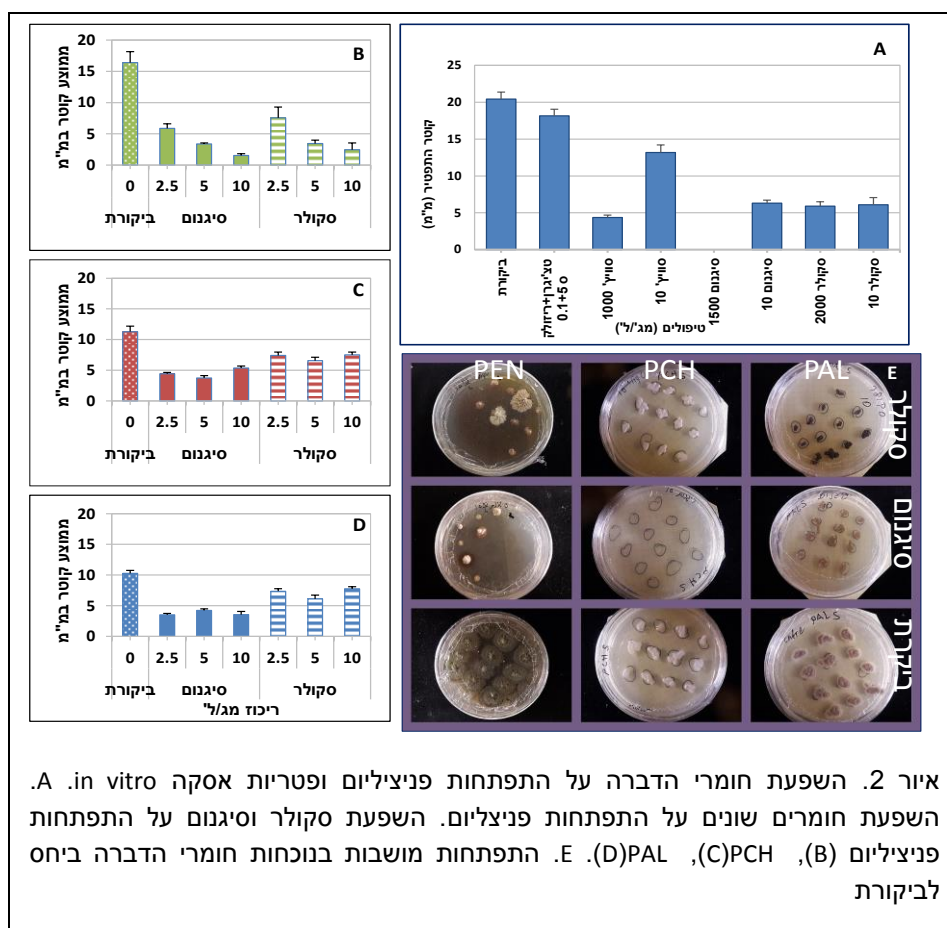 B
ממוצע קוטר במ"מ
20
15
10
5
0
0 2.5 5 10 2.5 5 10
ביקורת סיגנום סקולר
A
קוטר התפטיר (מ"מ)
25
20
15
10
5
0
ביקורת
טצ'יגרן+ריזולק 0.1+50
סוויץ' 1000
סוויץ' 10
סיגנום 1500
סיגנום 10
סקולר 2000
סקולר 10
טיפולים (מג'/ל')
C
ממוצע קוטר במ"מ
20
15
10
5
0
0 2.5 5 10 2.5 5 10
ביקורת סיגנום סקולר
D
ממוצע קוטר במ"מ
20
15
10
5
0
0 2.5 5 10 2.5 5 10
ביקורת סיגנום סקולר
ריכוז מג/ל'
E
PEN PCH PAL
סקולר
סיגנום
ביקרת
איור 2. השפעת חומרי הדברה על התפתחות פניציליום ופטריות אסקה in vitro. A.
השפעת חומרים שונים על התפתחות פניצליום. השפעת סקולר וסיגנום על התפתחות
פניציליום (B), PCH(C), PAL(D). E. התפתחות מושבות בנוכחות חומרי הדברה ביחס
לביקורת